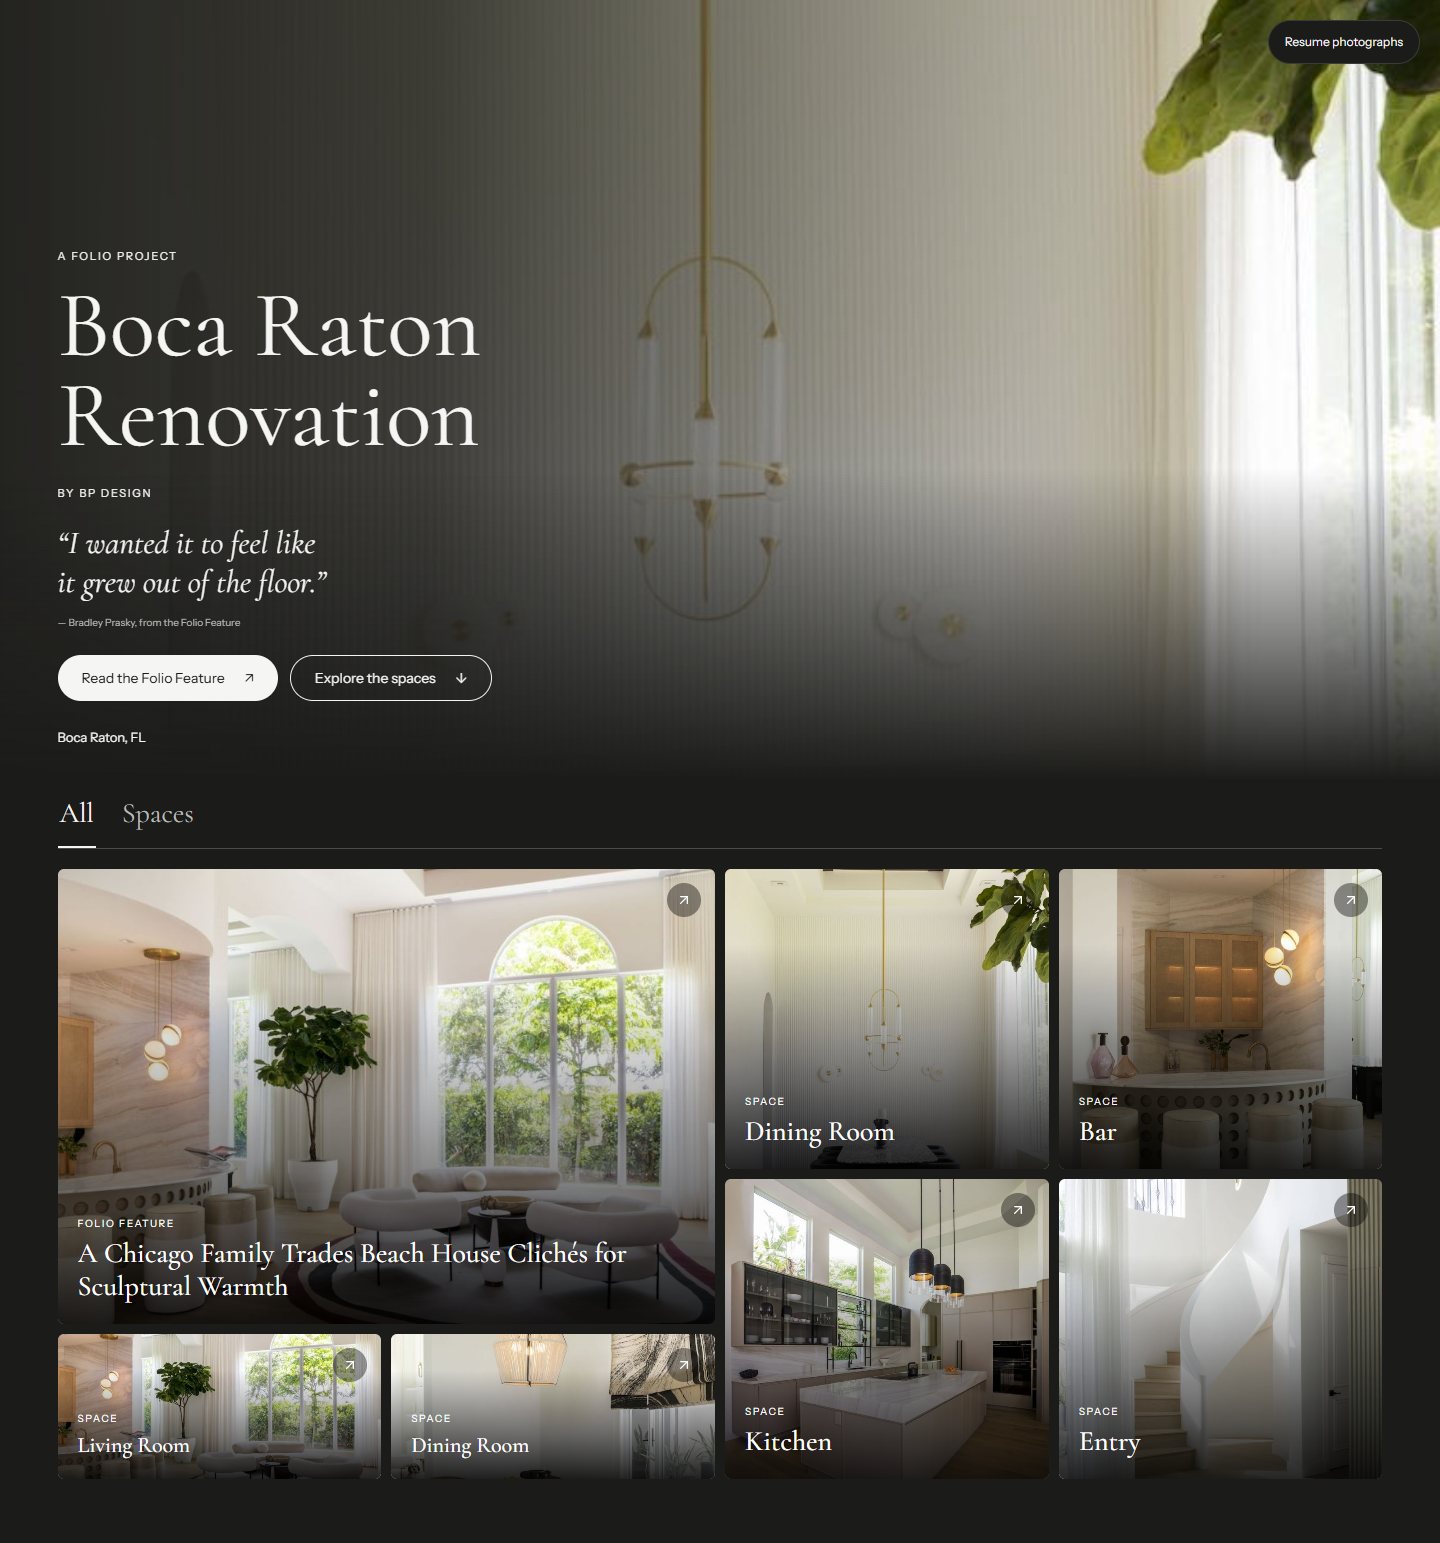 Resume photographs
A FOLIO PROJECT
Boca Raton
Renovation
BY BP DESIGN
“I wanted it to feel like
it grew out of the floor.”
— Bradley Prasky, from the Folio Feature
Read the Folio Feature
Explore the spaces
Boca Raton, FL
All
Spaces
FOLIO FEATURE
A Chicago Family Trades Beach House Clichés for
Sculptural Warmth
SPACE
Dining Room
SPACE
Bar
SPACE
Living Room
SPACE
Dining Room
SPACE
Kitchen
SPACE
Entry